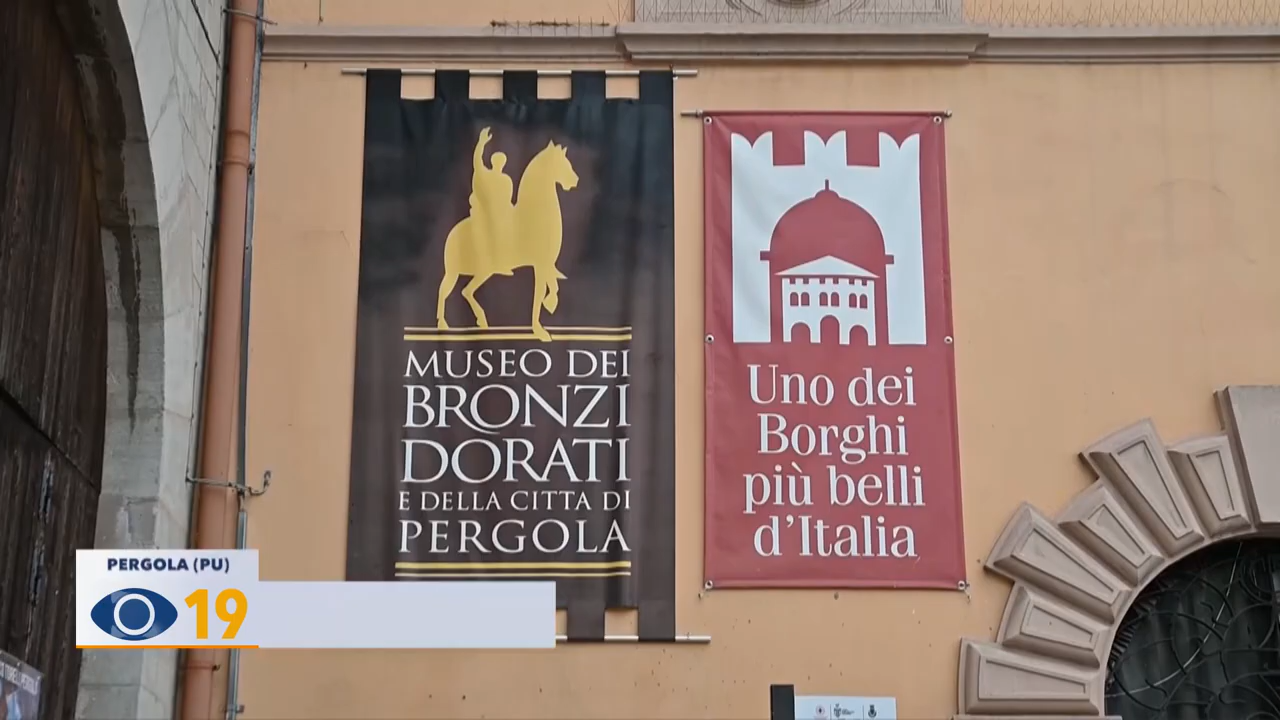 MUSEO DEI
BRONZI
DORATI
E DELLA CITTA DI
PERGOLA
Uno dei
Borghi
più belli
d'Italia
PERGOLA (PU)
19